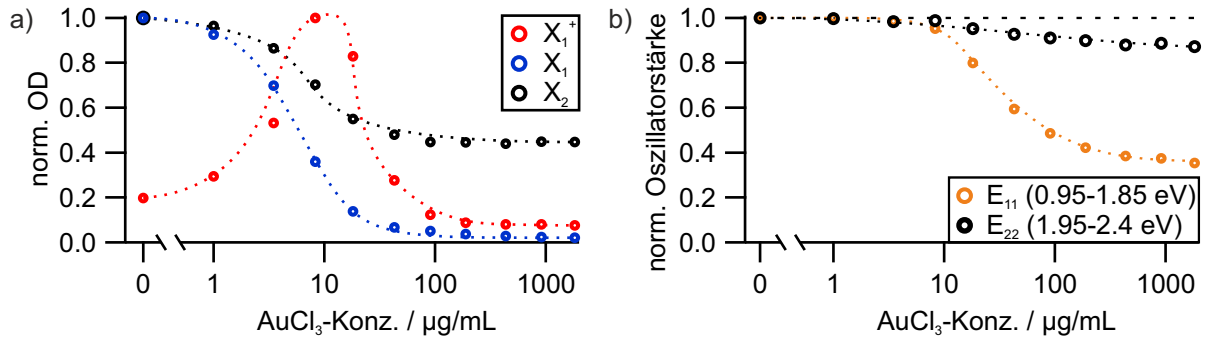 a)
norm. OD
1.0
0.8
0.6
0.4
0.2
0.0
X₁⁺
X₁
X₂
0 1 10 100 1000
AuCl₃-Konz. / µg/mL
b)
norm. Oszillatorstärke
1.0
0.8
0.6
0.4
0.2
0.0
E₁₁ (0.95-1.85 eV)
E₂₂ (1.95-2.4 eV)
0 1 10 100 1000
AuCl₃-Konz. / µg/mL